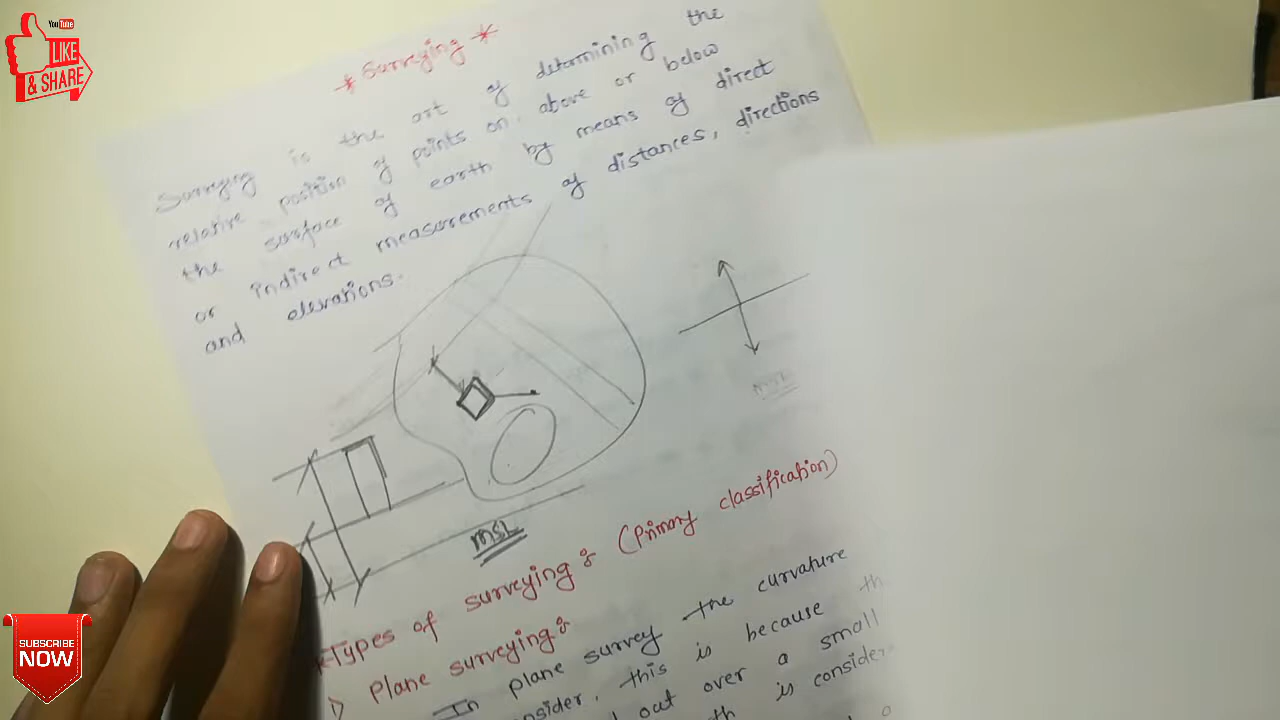 YouTube
LIKE
& SHARE
* Surveying *
Surveying is the art of determining the
relative position of points on, above or below
the surface of earth by means of direct
or indirect measurements of distances, directions
and elevations.
MSL
MSL
* Types of surveying : (Primary classification)
1) Plane surveying :
In plane survey the curvature
this is because
out over a small
is
SUBSCRIBE
NOW